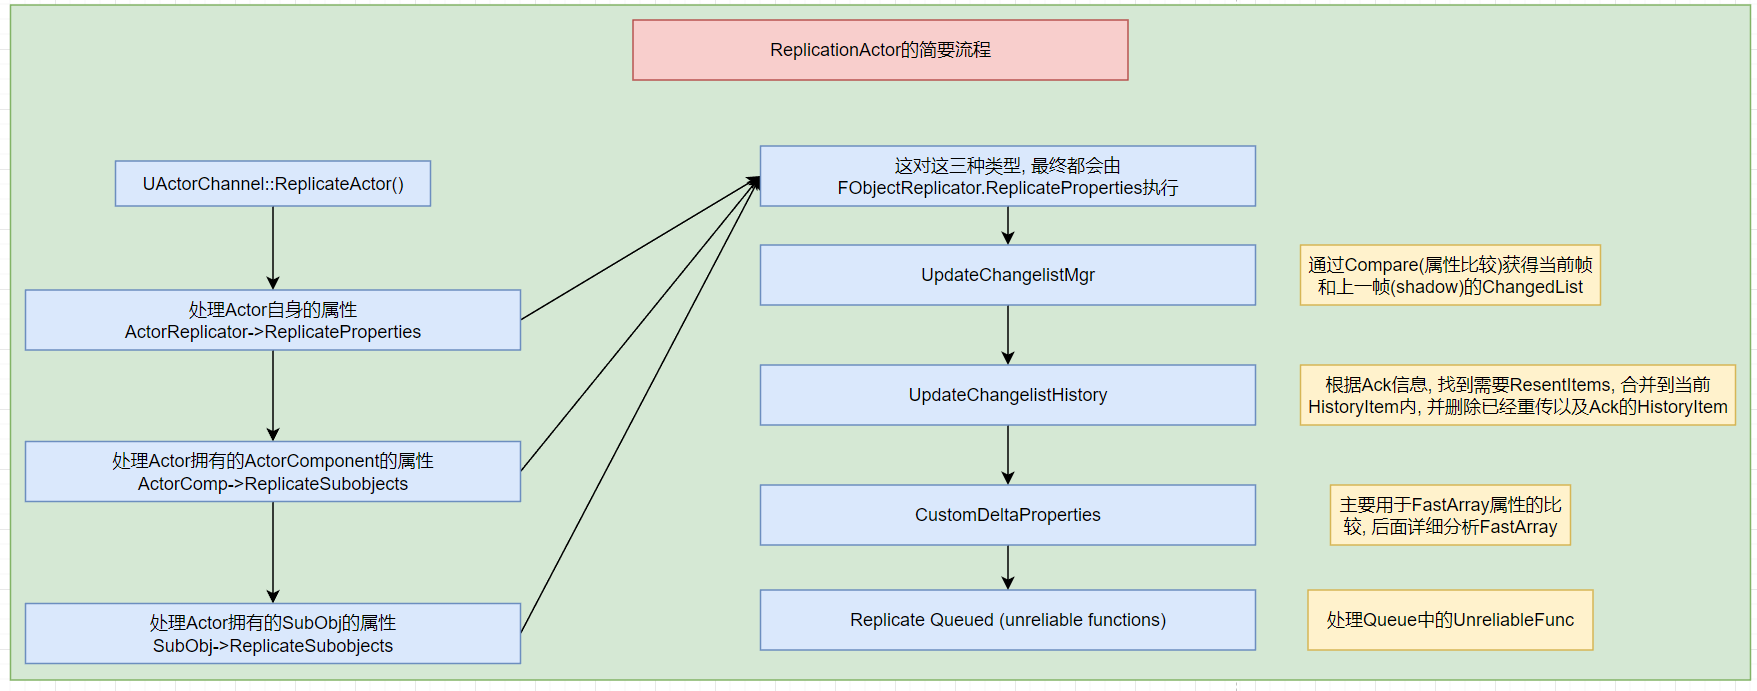 ReplicationActor的简要流程
UActorChannel::ReplicateActor()
处理Actor自身的属性
ActorReplicator->ReplicateProperties
处理Actor拥有的ActorComponent的属性
ActorComp->ReplicateSubobjects
处理Actor拥有的SubObj的属性
SubObj->ReplicateSubobjects
这对这三种类型, 最终都会由
FObjectReplicator.ReplicateProperties执行
UpdateChangelistMgr
通过Compare(属性比较)获得当前帧
和上一帧(shadow)的ChangedList
UpdateChangelistHistory
根据Ack信息, 找到需要ResentItems, 合并到当前
HistoryItem内, 并删除已经重传以及Ack的HistoryItem
CustomDeltaProperties
主要用于FastArray属性的比
较, 后面详细分析FastArray
Replicate Queued (unreliable functions)
处理Queue中的UnreliableFunc